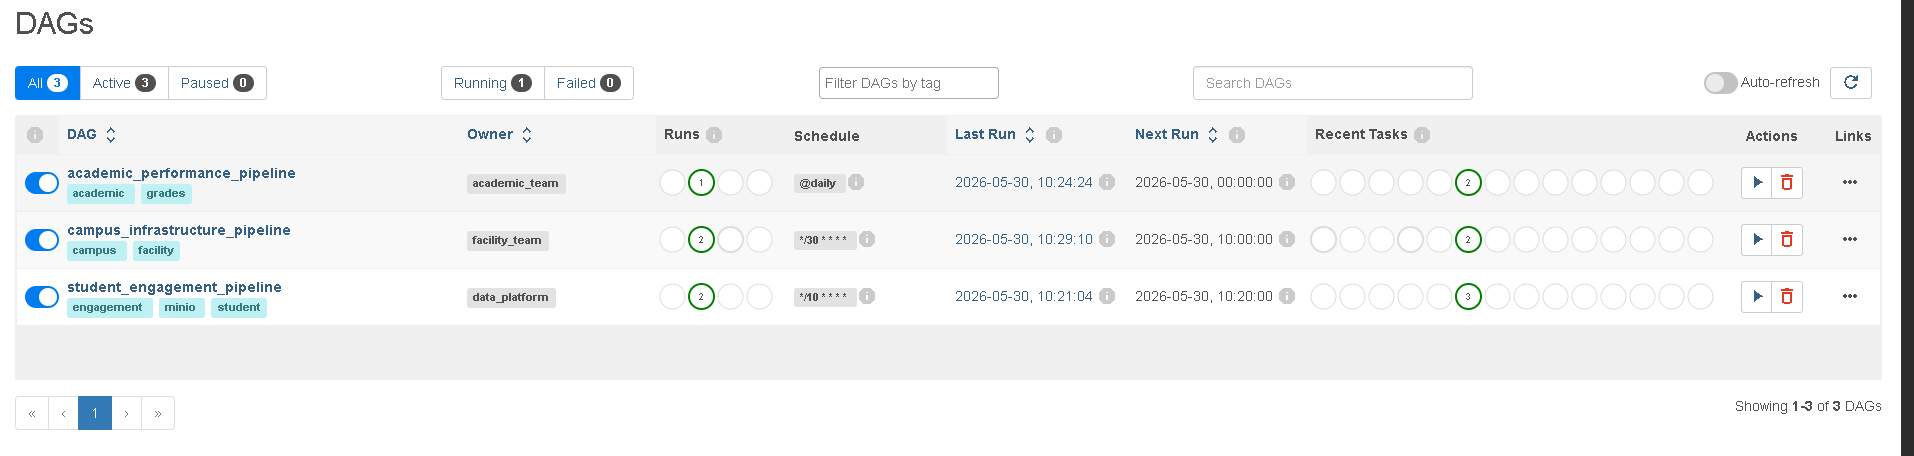 DAGs
All 3 Active 3 Paused 0 Running 1 Failed 0 Filter DAGs by tag Search DAGs Auto-refresh
DAG Owner Runs Schedule Last Run Next Run Recent Tasks Actions Links
academic_performance_pipeline
academic grades
academic_team 1 @daily 2026-05-30, 10:24:24 2026-05-30, 00:00:00 2
campus_infrastructure_pipeline
campus facility
facility_team 2 */30 * * * * 2026-05-30, 10:29:10 2026-05-30, 10:00:00 2
student_engagement_pipeline
engagement minio student
data_platform 2 */10 * * * * 2026-05-30, 10:21:04 2026-05-30, 10:20:00 3
« ‹ 1 › »
Showing 1-3 of 3 DAGs